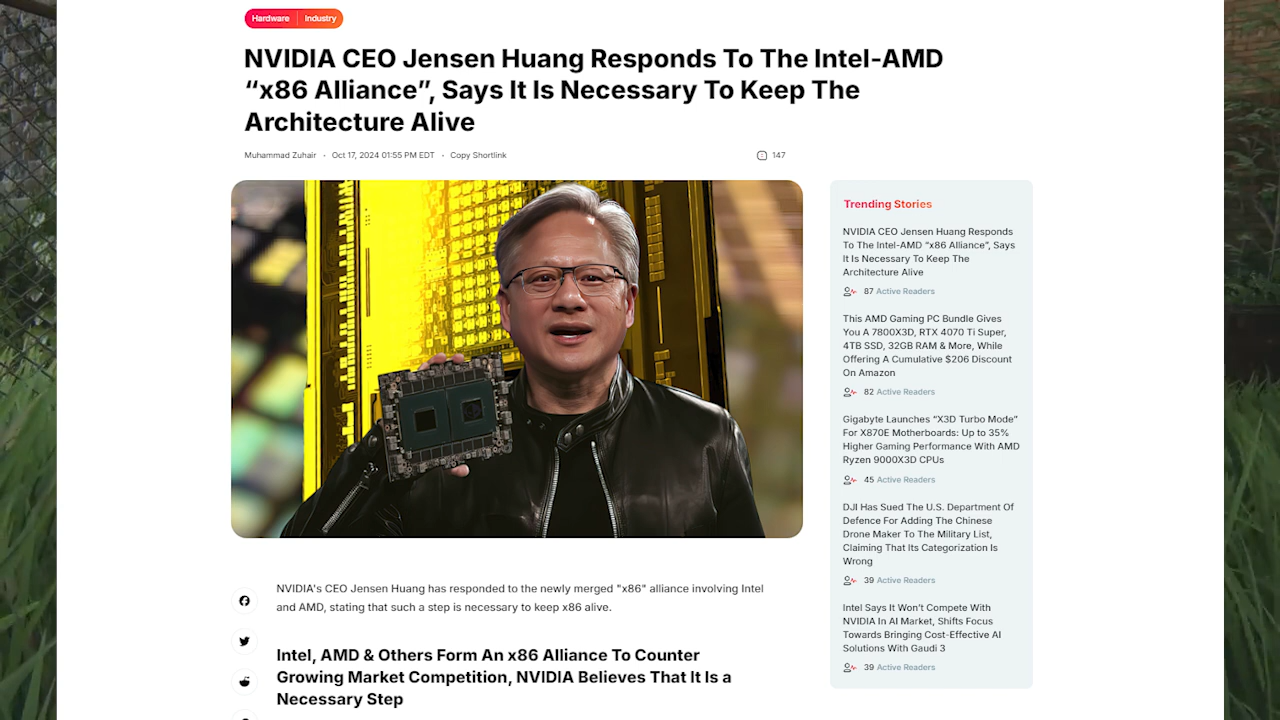 Hardware Industry
NVIDIA CEO Jensen Huang Responds To The Intel-AMD
“x86 Alliance”, Says It Is Necessary To Keep The
Architecture Alive
Muhammad Zuhair • Oct 17, 2024 01:55 PM EDT • Copy Shortlink
147
Trending Stories
NVIDIA CEO Jensen Huang Responds
To The Intel-AMD “x86 Alliance”, Says
It Is Necessary To Keep The
Architecture Alive
87 Active Readers
This AMD Gaming PC Bundle Gives
You A 7800X3D, RTX 4070 Ti Super,
4TB SSD, 32GB RAM & More, While
Offering A Cumulative $206 Discount
On Amazon
82 Active Readers
Gigabyte Launches “X3D Turbo Mode”
For X870E Motherboards: Up to 35%
Higher Gaming Performance With AMD
Ryzen 9000X3D CPUs
45 Active Readers
DJI Has Sued The U.S. Department Of
Defence For Adding The Chinese
Drone Maker To The Military List,
Claiming That Its Categorization Is
Wrong
39 Active Readers
Intel Says It Won’t Compete With
NVIDIA In AI Market, Shifts Focus
Towards Bringing Cost-Effective AI
Solutions With Gaudi 3
39 Active Readers
NVIDIA's CEO Jensen Huang has responded to the newly merged "x86" alliance involving Intel
and AMD, stating that such a step is necessary to keep x86 alive.
Intel, AMD & Others Form An x86 Alliance To Counter
Growing Market Competition, NVIDIA Believes That It Is a
Necessary Step